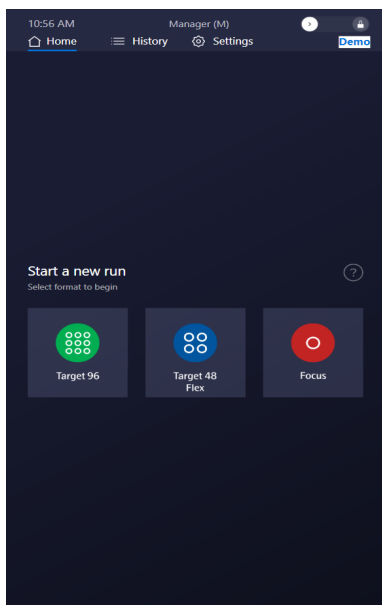 10:56 AM Manager (M)
Home History Settings Demo
Start a new run
?
Select format to begin
Target 96 Target 48 Focus
Flex